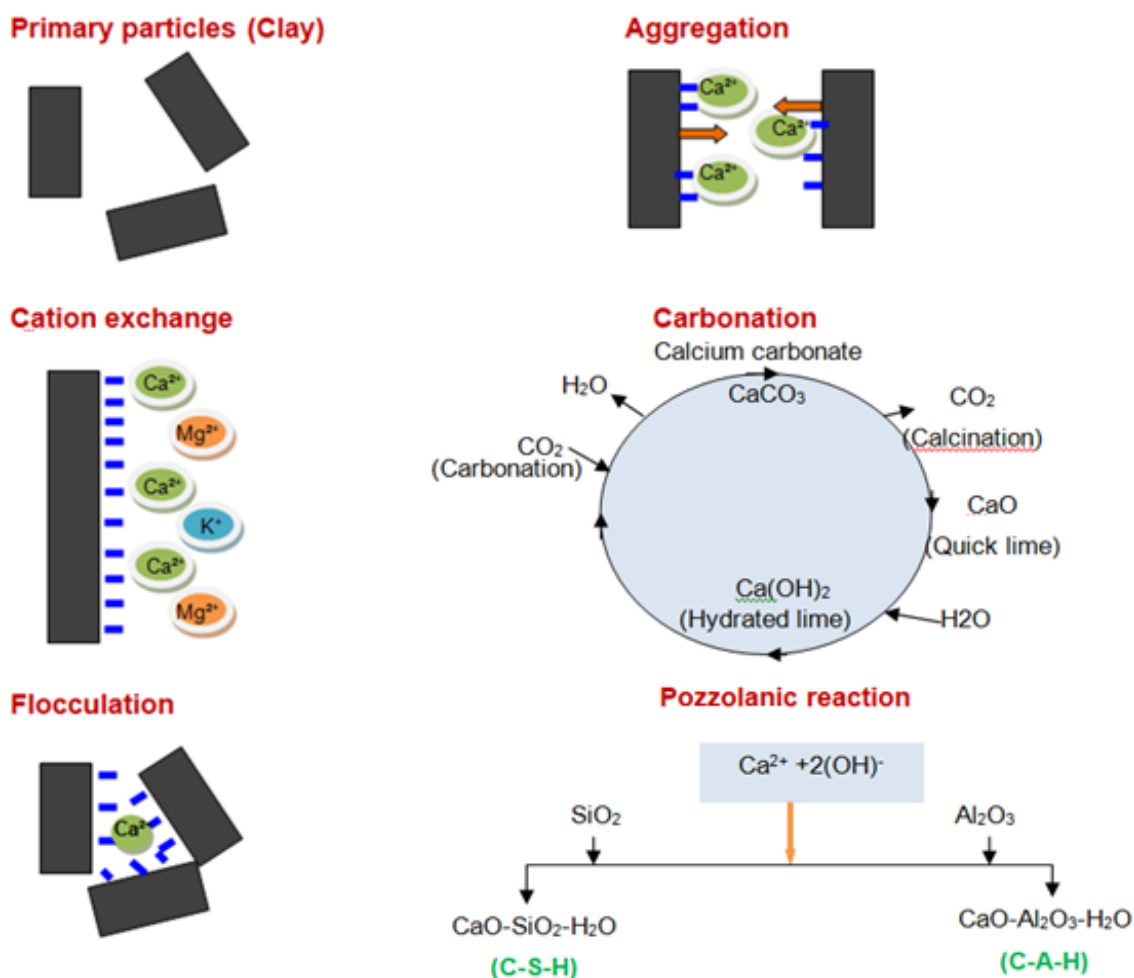 Primary particles (Clay)
Aggregation
Ca²⁺
Ca²⁺
Ca²⁺
Cation exchange
Ca²⁺
Mg²⁺
Ca²⁺
K⁺
Ca²⁺
Mg²⁺
Carbonation
Calcium carbonate
CaCO₃
H₂O
CO₂
(Calcination)
CO₂
(Carbonation)
CaO
(Quick lime)
Ca(OH)₂
(Hydrated lime)
H2O
Flocculation
Ca²⁺
Pozzolanic reaction
Ca²⁺ +2(OH)⁻
SiO₂
Al₂O₃
CaO-SiO₂-H₂O
(C-S-H)
CaO-Al₂O₃-H₂O
(C-A-H)